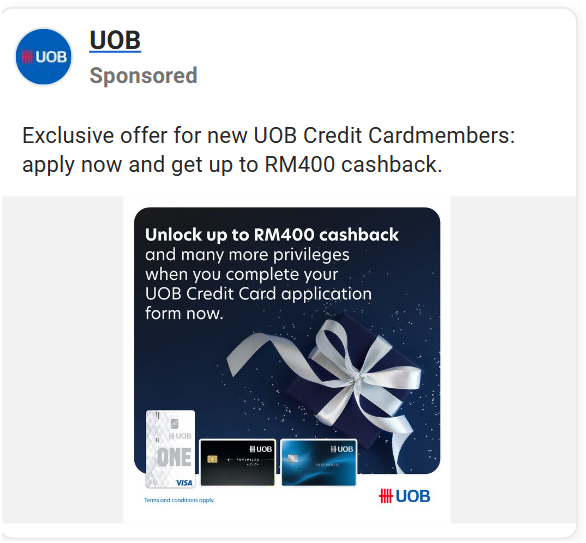 UOB
UOB
Sponsored
Exclusive offer for new UOB Credit Cardmembers:
apply now and get up to RM400 cashback.
Unlock up to RM400 cashback
and many more privileges
when you complete your
UOB Credit Card application
form now.
UOB
ONE
VISA
UOB
UOB
Terms and conditions apply.
UOB